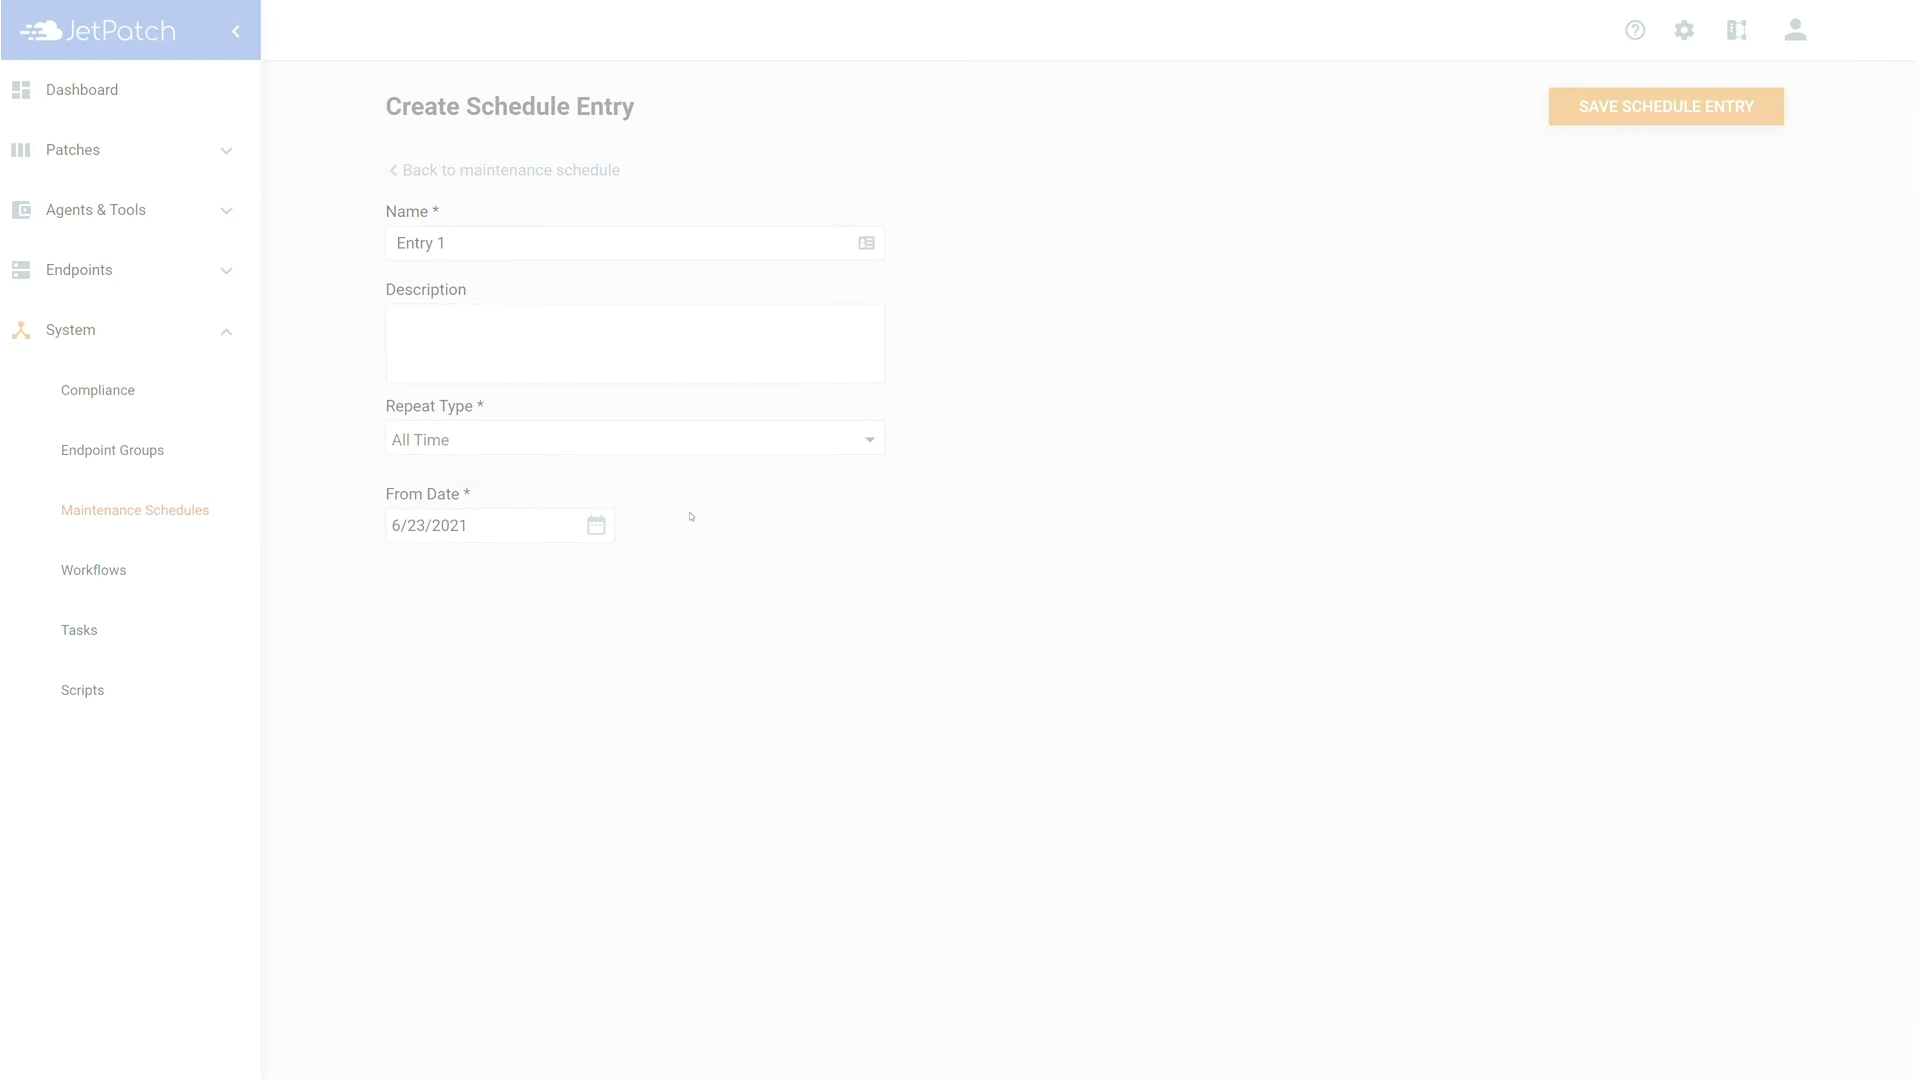 JetPatch
Dashboard
Patches
Agents & Tools
Endpoints
System
Compliance
Endpoint Groups
Maintenance Schedules
Workflows
Tasks
Scripts
Create Schedule Entry
SAVE SCHEDULE ENTRY
Back to maintenance schedule
Name *
Entry 1
Description
Repeat Type *
All Time
From Date *
6/23/2021